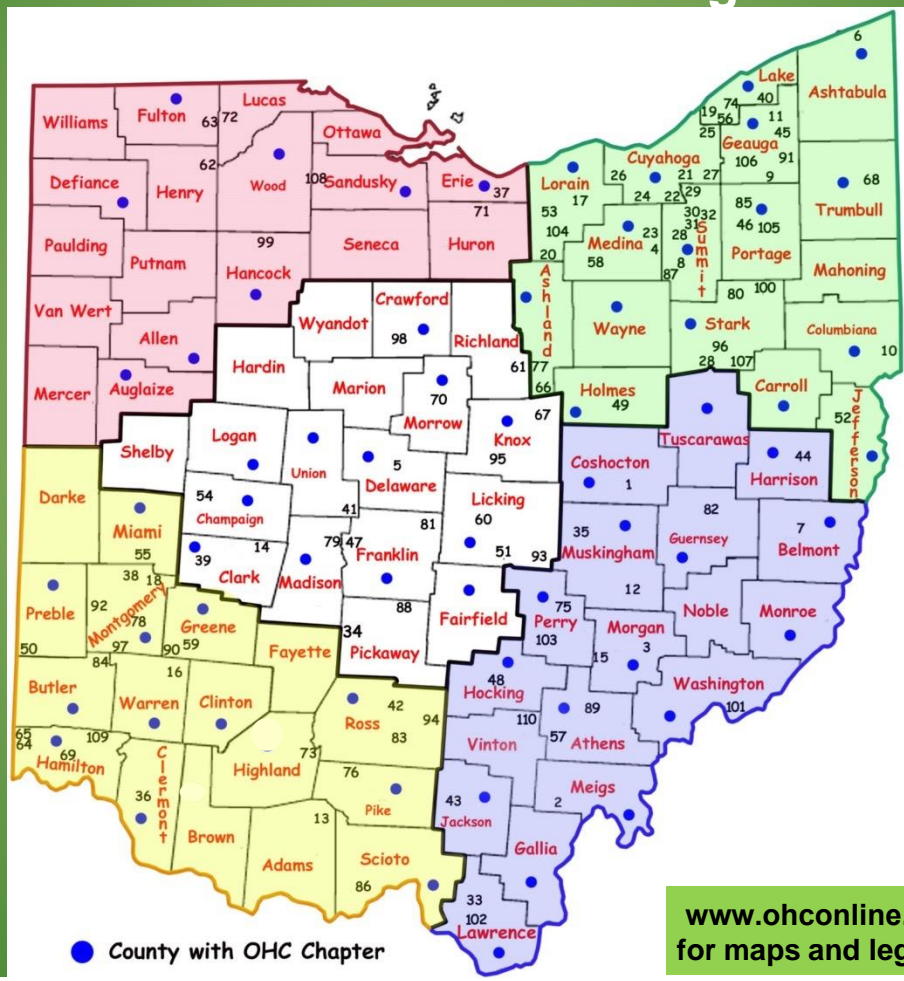 6
Lake
Ashtabula
Lucas
40
74
Fulton
63
72
19
56
11
Williams
Ottawa
25
Geauga
45
Cuyahoga
106
91
62
108
Defiance
Henry
Wood
Sandusky
Erie
37
Lorain
26
21
27
9
68
17
24
22
29
53
71
30
32
85
Trumbull
31
Paulding
99
Seneca
Huron
104
Medina
23
28
46
105
Putnam
4
Summit
Portage
20
58
8
Mahoning
Hancock
87
Ashland
100
80
Van Wert
Crawford
Wyandot
Wayne
Stark
Columbiana
Allen
98
Richland
96
10
Hardin
61
77
28
107
Mercer
Auglaize
Marion
70
66
Holmes
Carroll
Morrow
67
49
Jefferson
52
Logan
Knox
Tuscarawas
Shelby
95
44
Union
5
Coshocton
Harrison
Delaware
1
Darke
54
Licking
Champaign
41
60
82
Miami
81
35
7
79
47
Guernsey
55
39
14
Franklin
51
93
Muskingham
Belmont
38
18
Clark
Madison
12
Preble
92
Montgomery
88
75
Noble
Monroe
78
Greene
Fairfield
Perry
Morgan
34
103
50
97
90
59
Fayette
Pickaway
3
84
15
16
48
Washington
Butler
Hocking
Warren
Clinton
42
94
89
101
Ross
110
65
109
83
57
64
69
73
Vinton
Athens
Hamilton
Clermont
Highland
76
Meigs
36
Pike
43
2
13
Jackson
Brown
Gallia
Adams
Scioto
86
33
102
Lawrence
www.ohconline.
for maps and leg
County with OHC Chapter